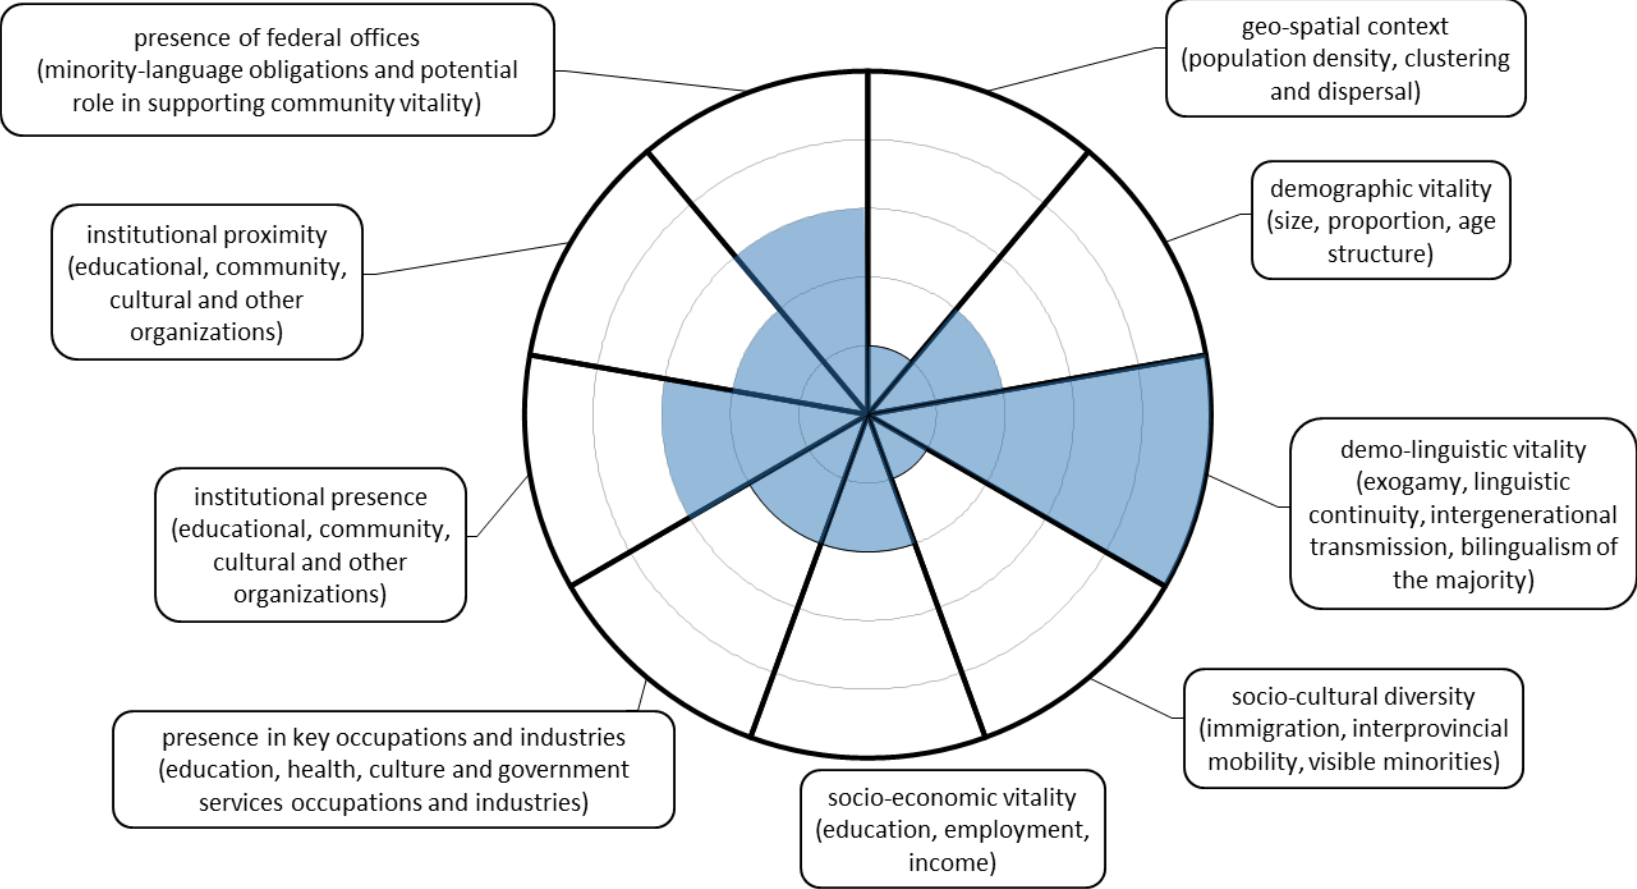 presence of federal offices
(minority-language obligations and potential
role in supporting community vitality)
geo-spatial context
(population density, clustering
and dispersal)
demographic vitality
(size, proportion, age
structure)
institutional proximity
(educational, community,
cultural and other
organizations)
demo-linguistic vitality
(exogamy, linguistic
continuity, intergenerational
transmission, bilingualism of
the majority)
institutional presence
(educational, community,
cultural and other
organizations)
socio-cultural diversity
(immigration, interprovincial
mobility, visible minorities)
presence in key occupations and industries
(education, health, culture and government
services occupations and industries)
socio-economic vitality
(education, employment,
income)